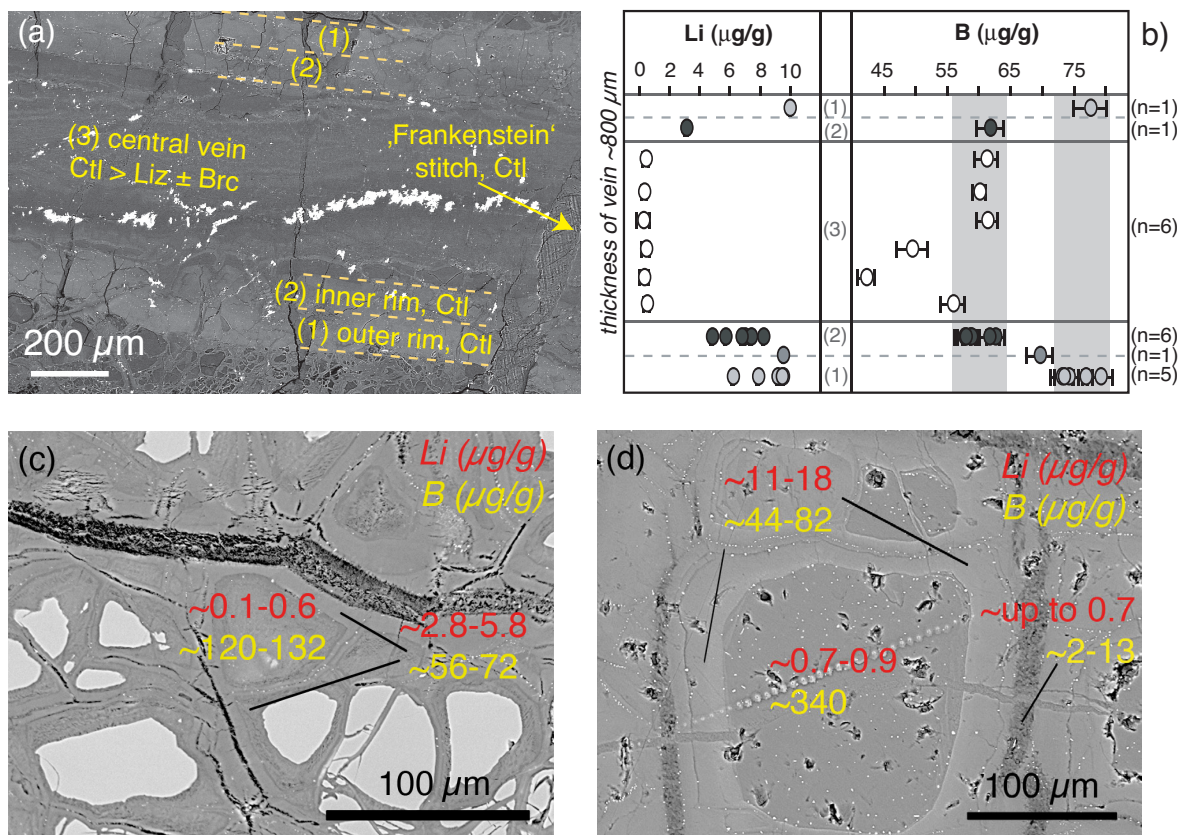 (a)
(1)
(2)
(3) central vein
Ctl > Liz ± Brc
‚Frankenstein‘
stitch, Ctl
(2) inner rim, Ctl
(1) outer rim, Ctl
200 µm
b)
Li (µg/g)
B (µg/g)
0 2 4 6 8 10
45 55 65 75
thickness of vein ~800 µm
(1)
(n=1)
(2)
(n=1)
(3)
(n=6)
(2)
(n=6)
(n=1)
(1)
(n=5)
(c)
Li (µg/g)
B (µg/g)
~0.1-0.6
~120-132
~2.8-5.8
~56-72
100 µm
(d)
Li (µg/g)
B (µg/g)
~11-18
~44-82
~up to 0.7
~2-13
~0.7-0.9
~340
100 µm